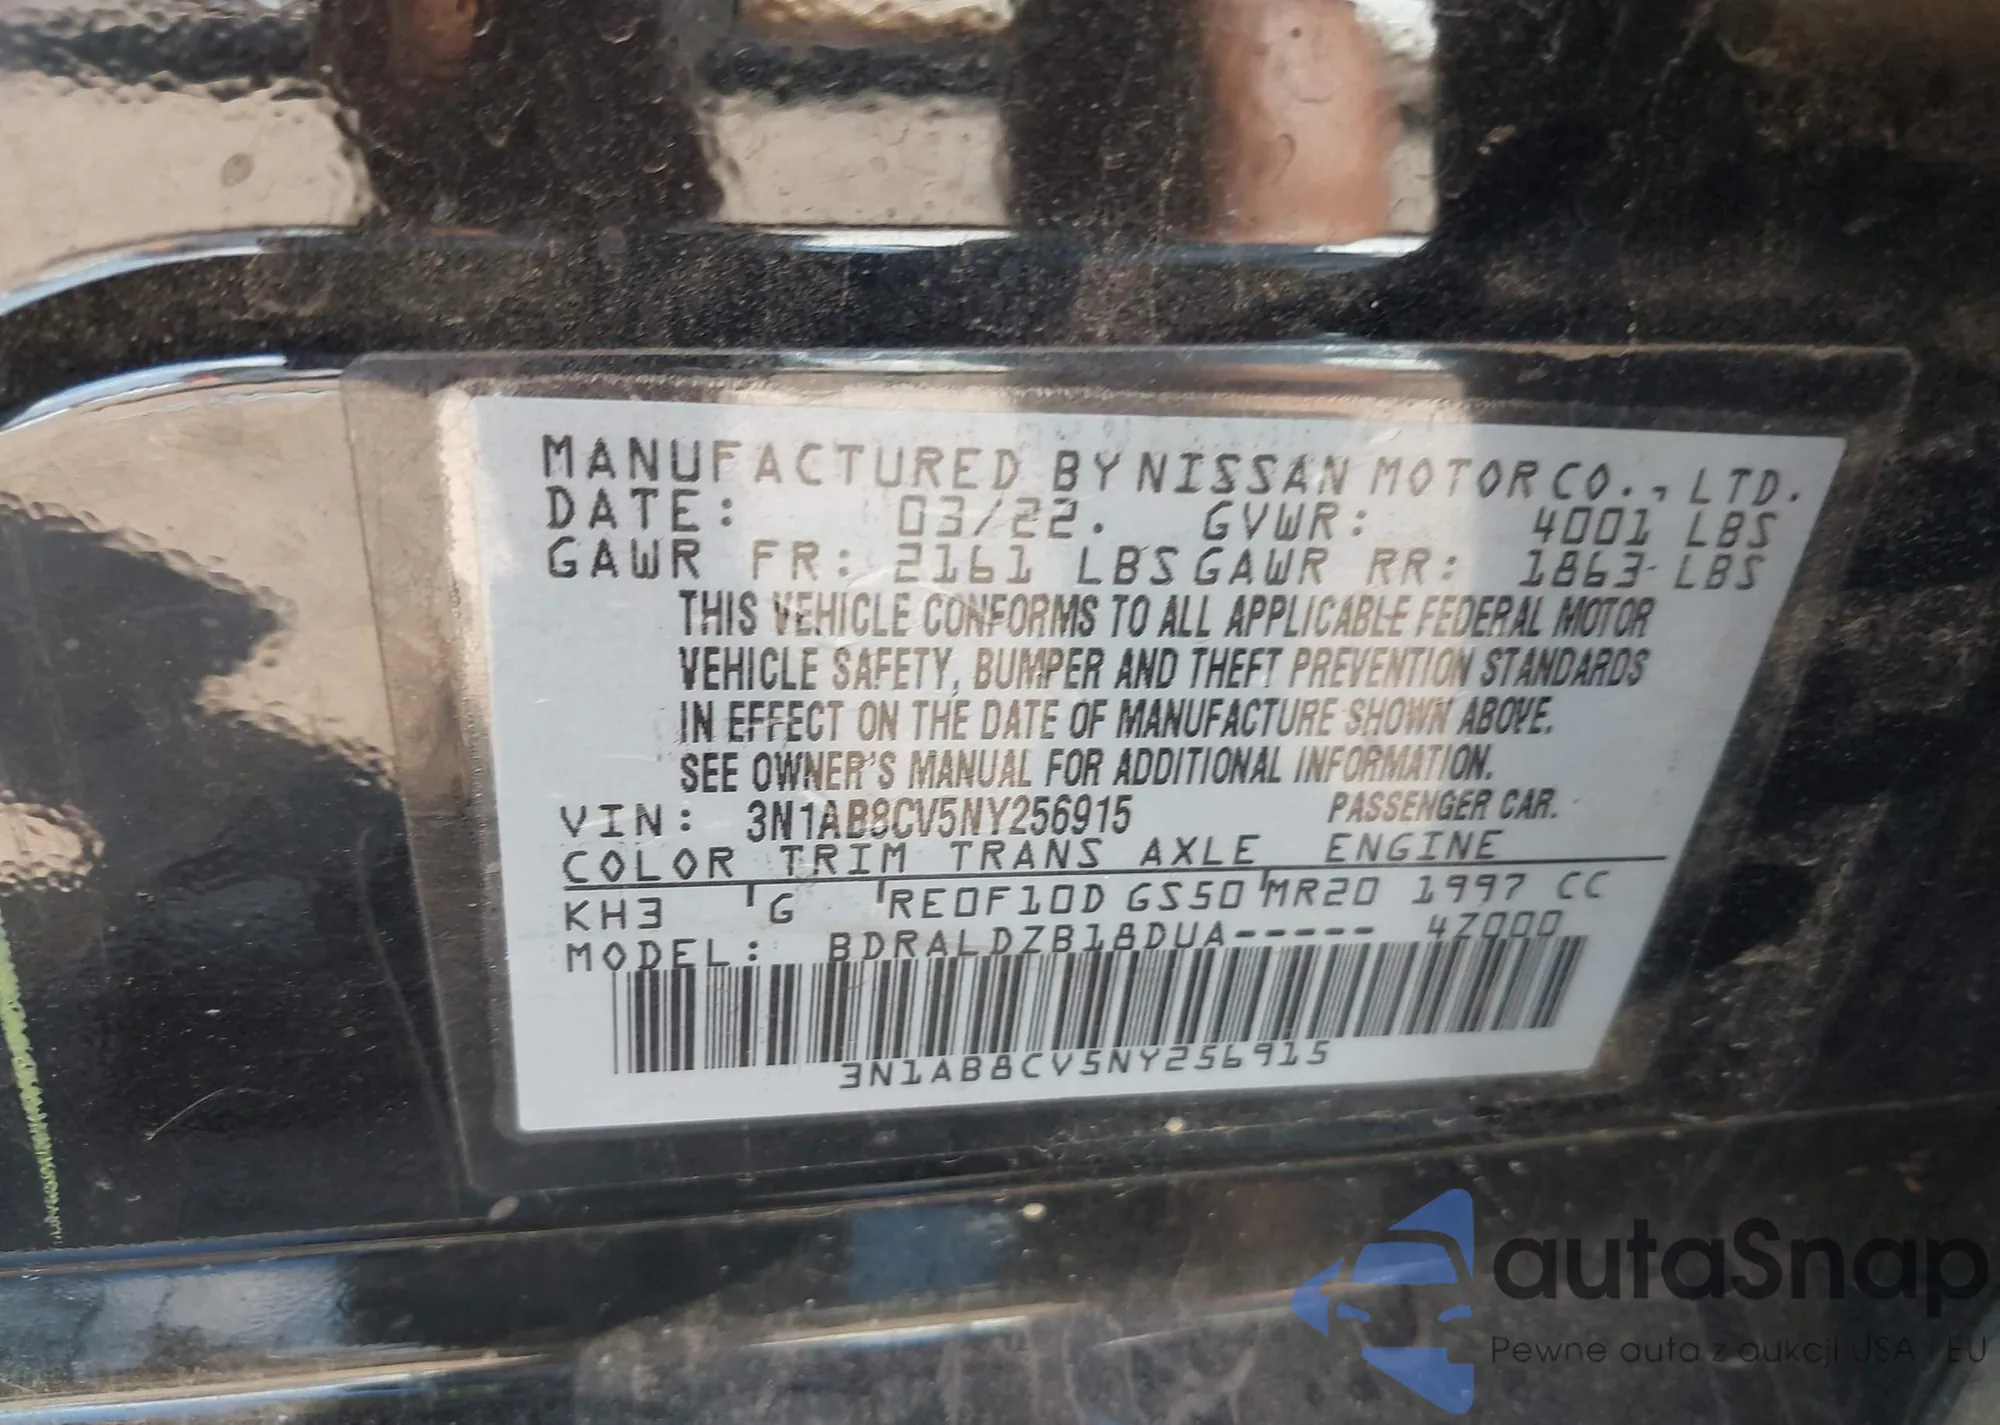 MANUFACTURED BY NISSAN MOTOR CO., LTD.
DATE: 03/22. GVWR: 4001 LBS
GAWR FR: 2161 LBS GAWR RR: 1863 LBS
THIS VEHICLE CONFORMS TO ALL APPLICABLE FEDERAL MOTOR
VEHICLE SAFETY, BUMPER AND THEFT PREVENTION STANDARDS
IN EFFECT ON THE DATE OF MANUFACTURE SHOWN ABOVE.
SEE OWNER'S MANUAL FOR ADDITIONAL INFORMATION.
VIN: 3N1AB8CV5NY256915 PASSENGER CAR.
COLOR TRIM TRANS AXLE ENGINE
KH3 G RE0F10D GS50 MR20 1997 CC
MODEL: BDRALDZB18DUA----- 4Z000
3N1AB8CV5NY256915
autaSnap
Pewne auta z aukcji USA i EU